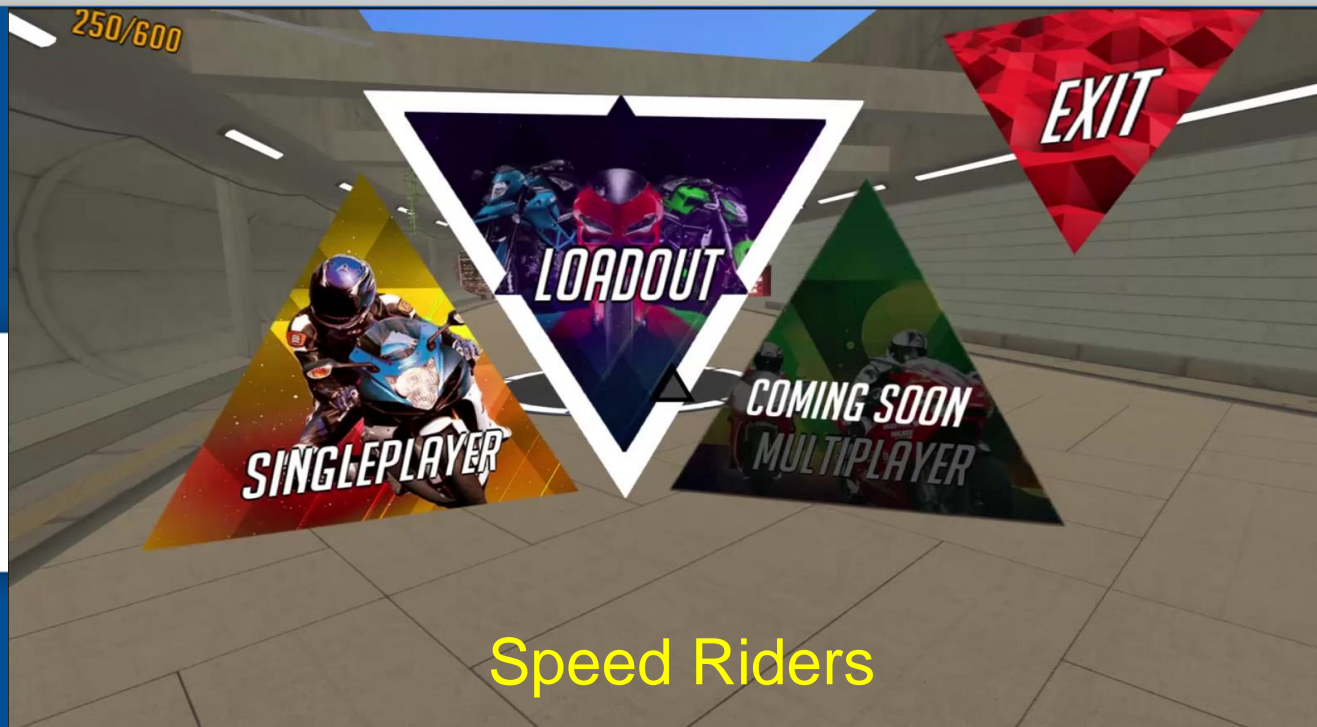 250/600
EXIT
LOADOUT
SINGLEPLAYER
COMING SOON
MULTIPLAYER
Speed Riders